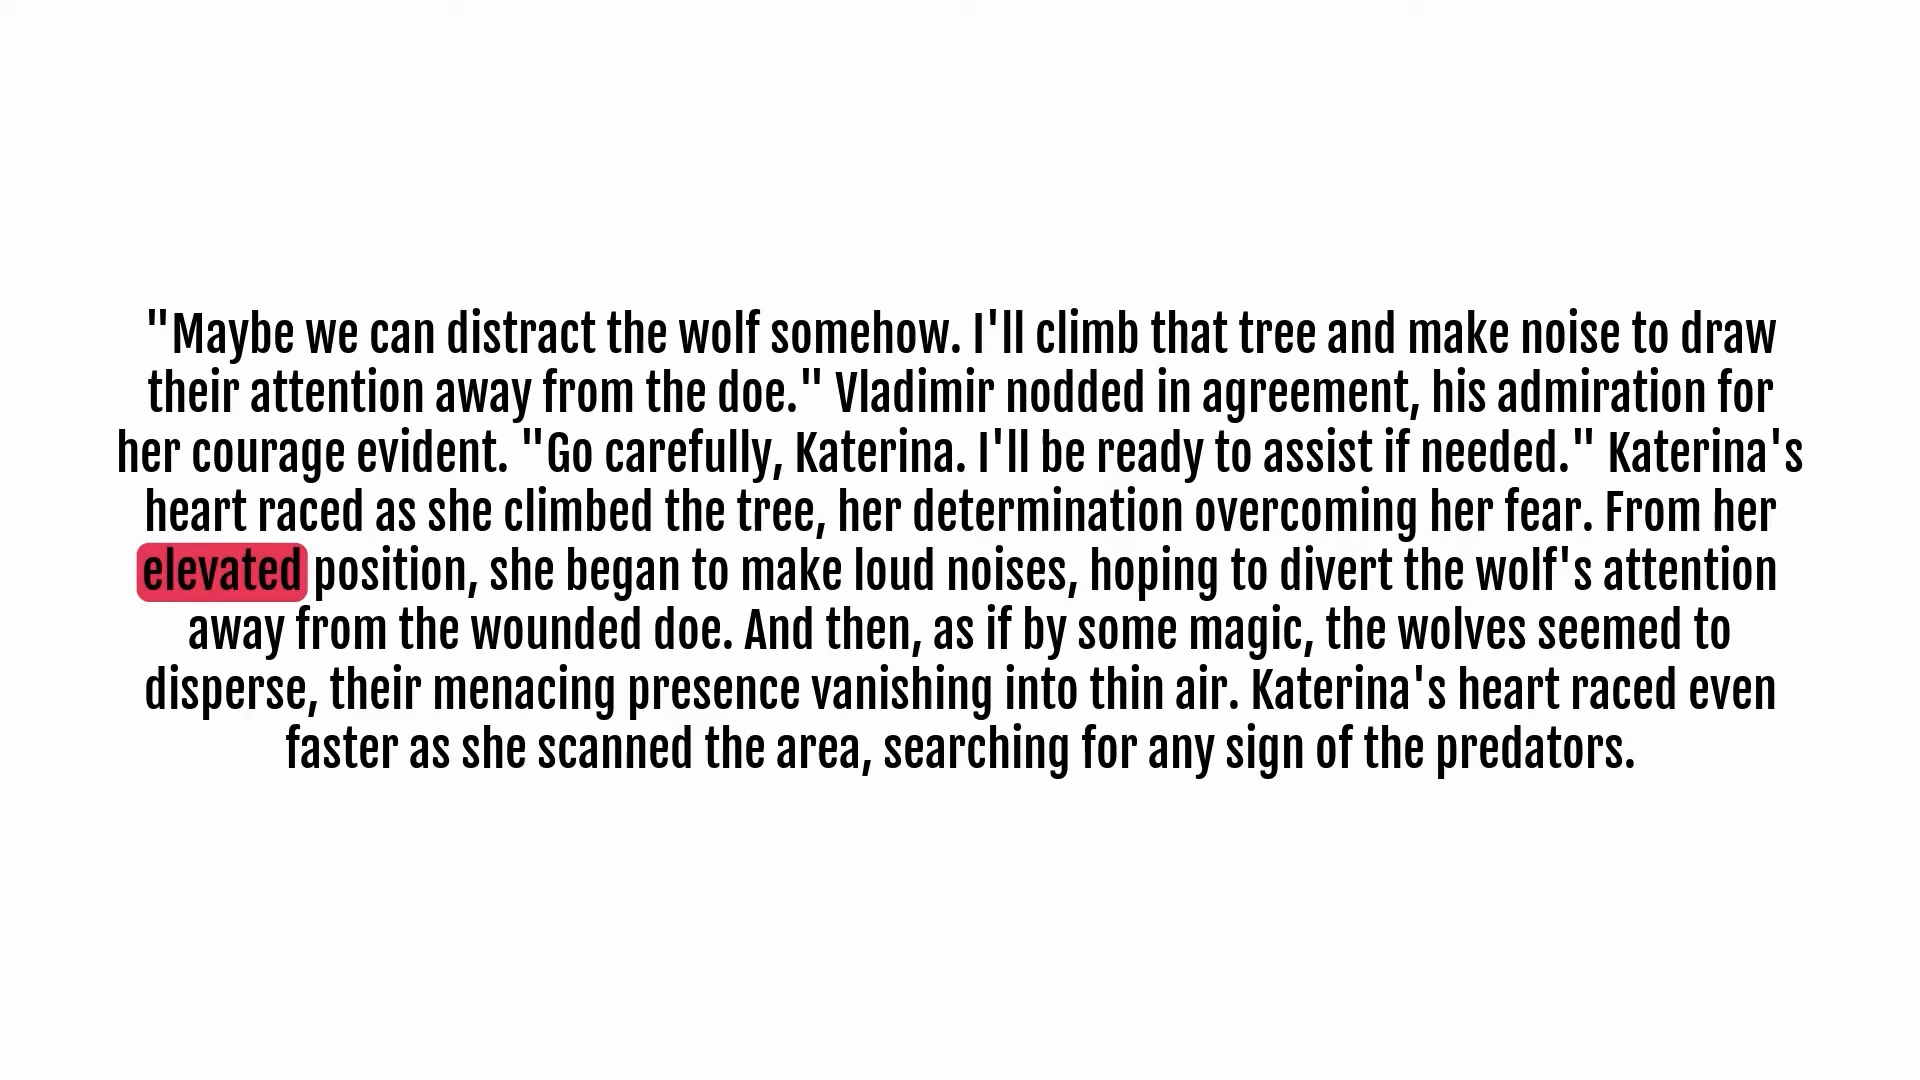 "Maybe we can distract the wolf somehow. I'll climb that tree and make noise to draw
their attention away from the doe." Vladimir nodded in agreement, his admiration for
her courage evident. "Go carefully, Katerina. I'll be ready to assist if needed." Katerina's
heart raced as she climbed the tree, her determination overcoming her fear. From her
elevated position, she began to make loud noises, hoping to divert the wolf's attention
away from the wounded doe. And then, as if by some magic, the wolves seemed to
disperse, their menacing presence vanishing into thin air. Katerina's heart raced even
faster as she scanned the area, searching for any sign of the predators.